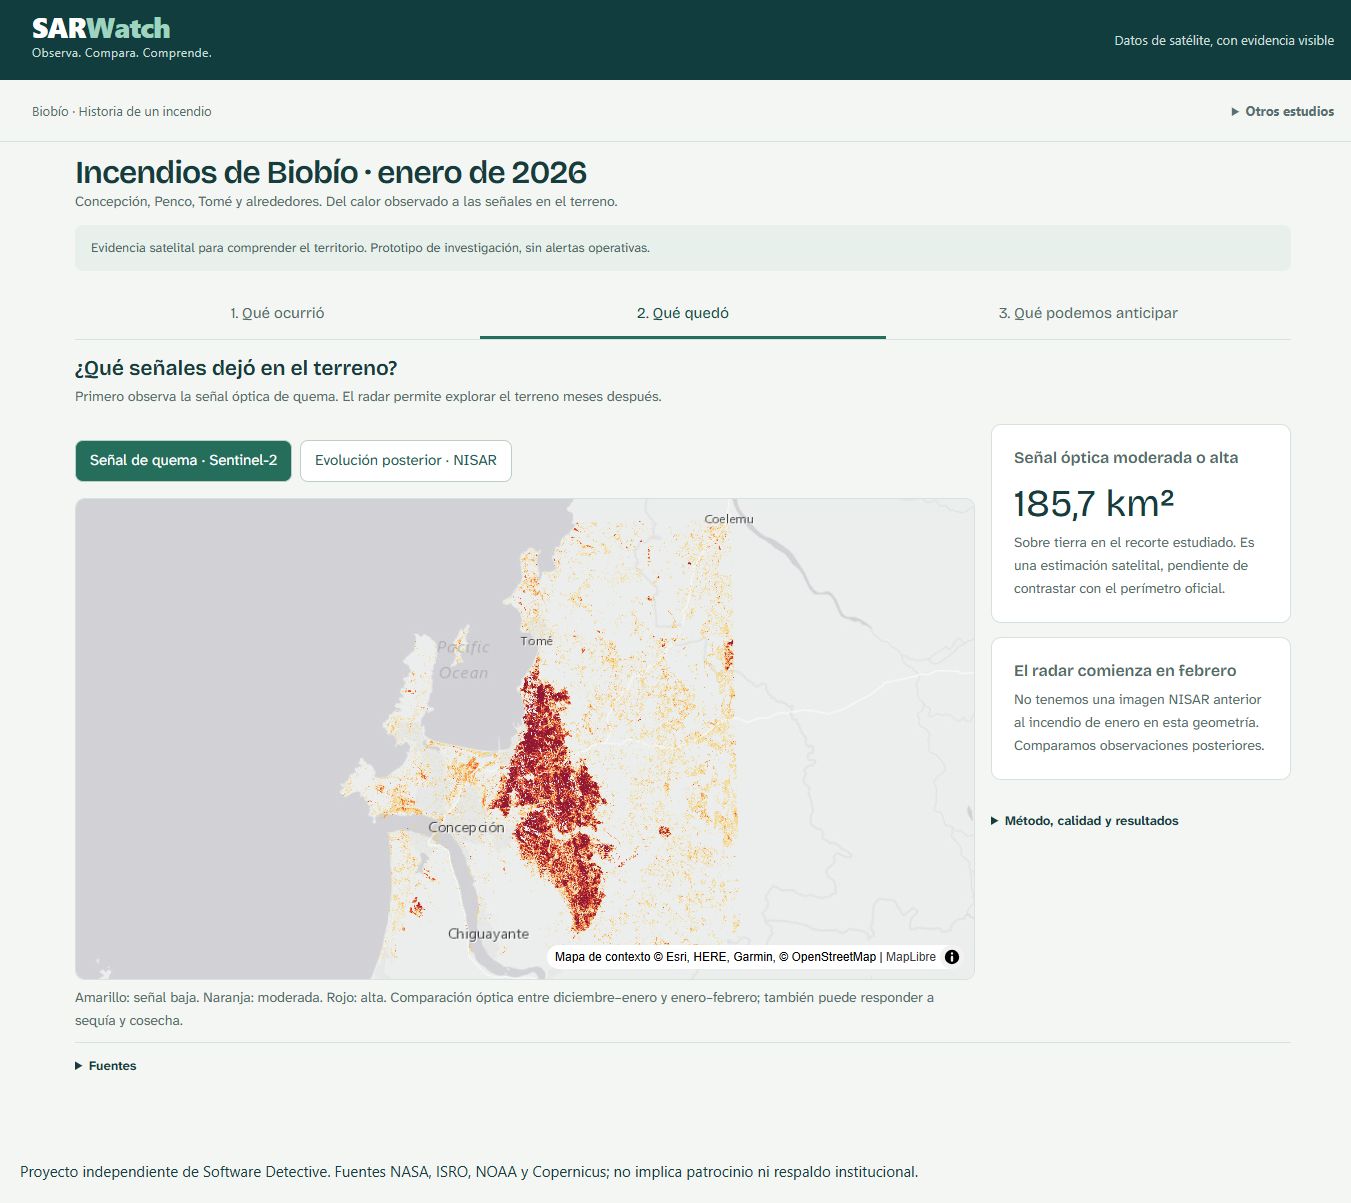 SARWatch
Observa. Compara. Comprende.
Datos de satélite, con evidencia visible
Biobío · Historia de un incendio
▶ Otros estudios
Incendios de Biobío · enero de 2026
Concepción, Penco, Tomé y alrededores. Del calor observado a las señales en el terreno.
Evidencia satelital para comprender el territorio. Prototipo de investigación, sin alertas operativas.
1. Qué ocurrió
2. Qué quedó
3. Qué podemos anticipar
¿Qué señales dejó en el terreno?
Primero observa la señal óptica de quema. El radar permite explorar el terreno meses después.
Señal de quema · Sentinel-2
Evolución posterior · NISAR
Coelemu
Tomé
Pacific
Ocean
Concepción
Chiguayante
Mapa de contexto © Esri, HERE, Garmin, © OpenStreetMap | MapLibre
Señal óptica moderada o alta
185,7 km²
Sobre tierra en el recorte estudiado. Es
una estimación satelital, pendiente de
contrastar con el perímetro oficial.
El radar comienza en febrero
No tenemos una imagen NISAR anterior
al incendio de enero en esta geometría.
Comparamos observaciones posteriores.
▶ Método, calidad y resultados
Amarillo: señal baja. Naranja: moderada. Rojo: alta. Comparación óptica entre diciembre–enero y enero–febrero; también puede responder a
sequía y cosecha.
▶ Fuentes
Proyecto independiente de Software Detective. Fuentes NASA, ISRO, NOAA y Copernicus; no implica patrocinio ni respaldo institucional.